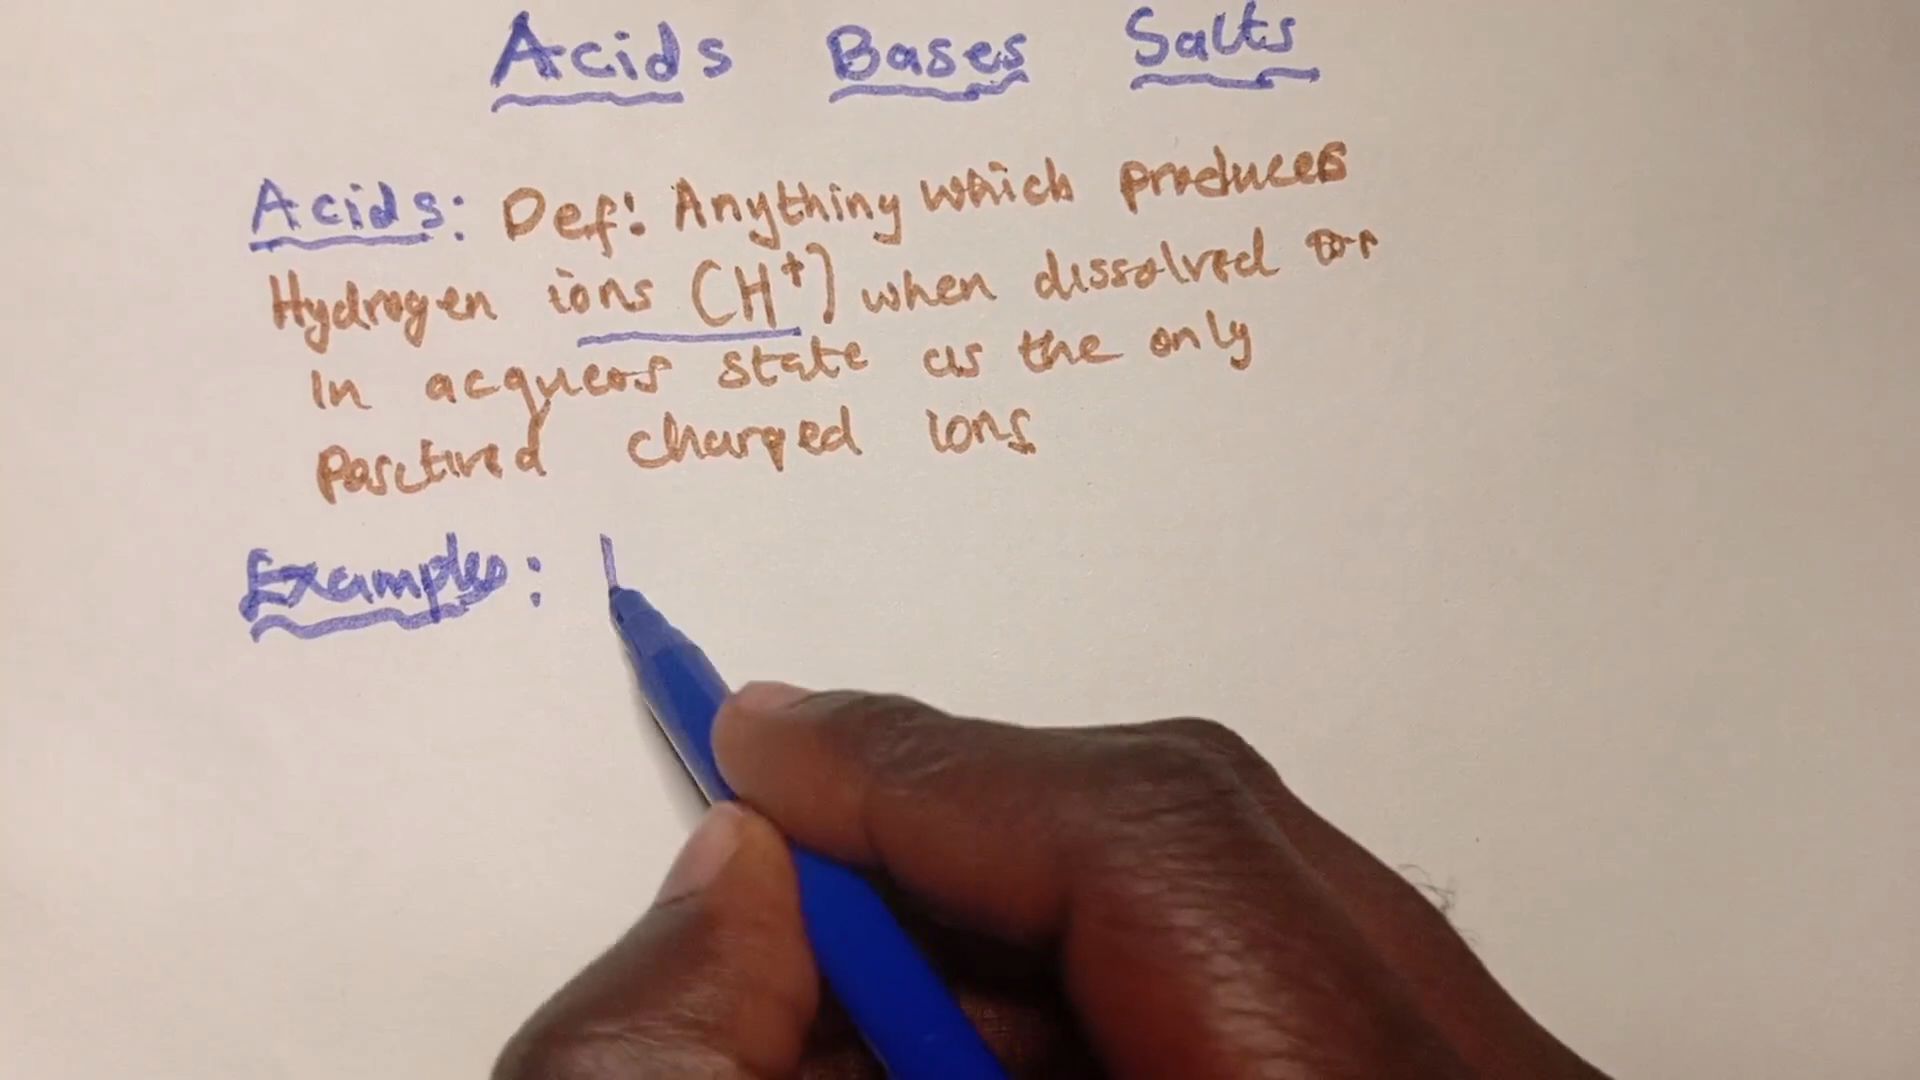 Acids Bases Salts
Acids: Def: Anything which produces
Hydrogen ions (H⁺) when dissolved or
in acqueos state as the only
charged ions
Examples: